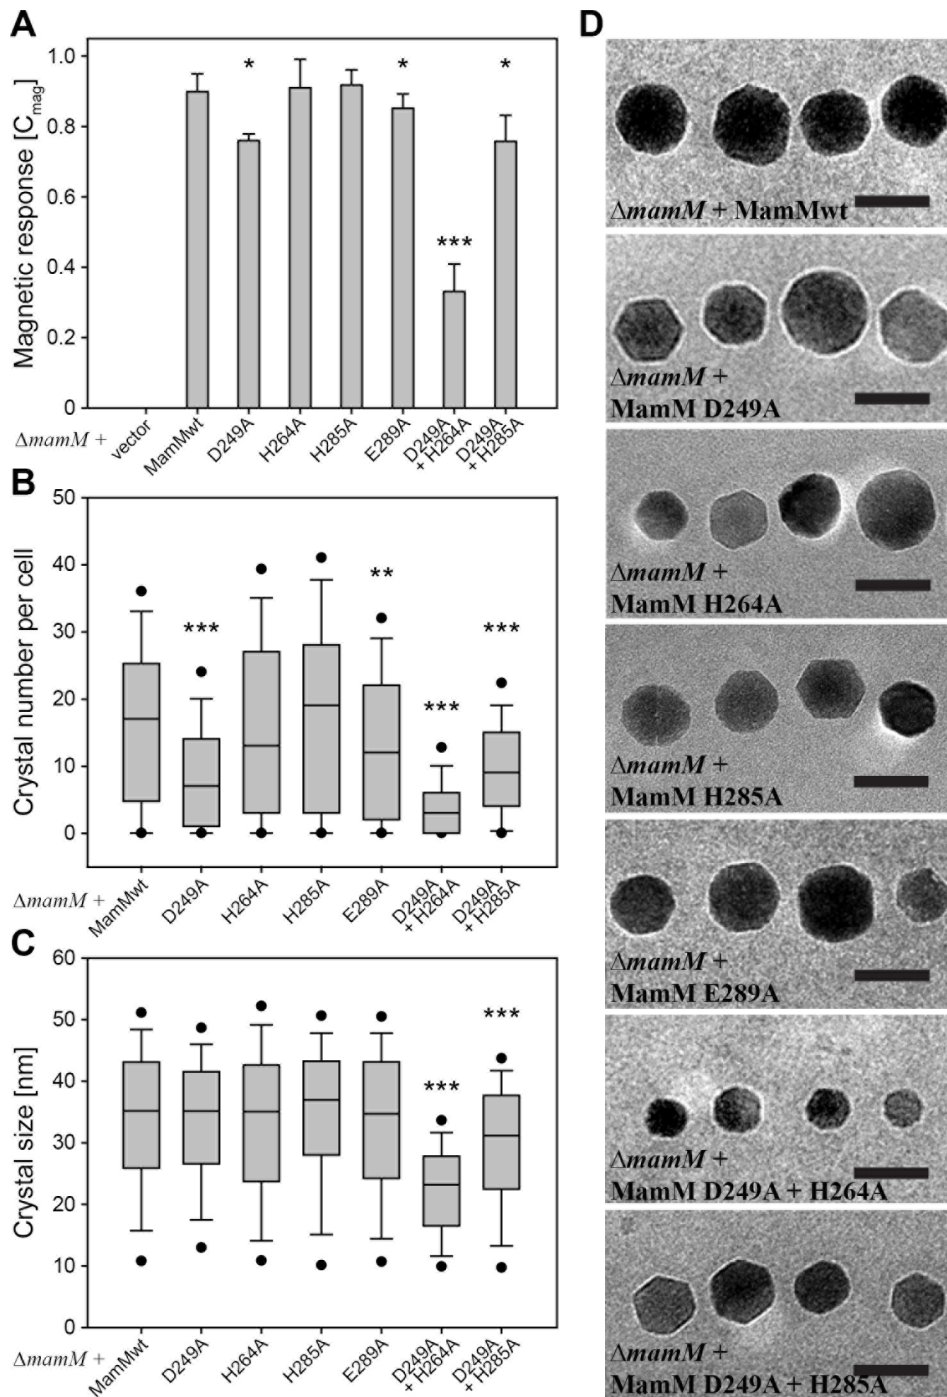 A
Magnetic response [Cmag]
1.0
0.8
0.6
0.4
0.2
0
*
*
*
***
ΔmamM +
vector
MamMwt
D249A
H264A
H285A
E289A
D249A
+ H264A
D249A
+ H285A
B
Crystal number per cell
50
40
30
20
10
0
***
**
***
***
ΔmamM +
MamMwt
D249A
H264A
H285A
E289A
D249A
+ H264A
D249A
+ H285A
C
Crystal size [nm]
60
50
40
30
20
10
0
***
***
ΔmamM +
MamMwt
D249A
H264A
H285A
E289A
D249A
+ H264A
D249A
+ H285A
D
ΔmamM + MamMwt
ΔmamM +
MamM D249A
ΔmamM +
MamM H264A
ΔmamM +
MamM H285A
ΔmamM +
MamM E289A
ΔmamM +
MamM D249A + H264A
ΔmamM +
MamM D249A + H285A